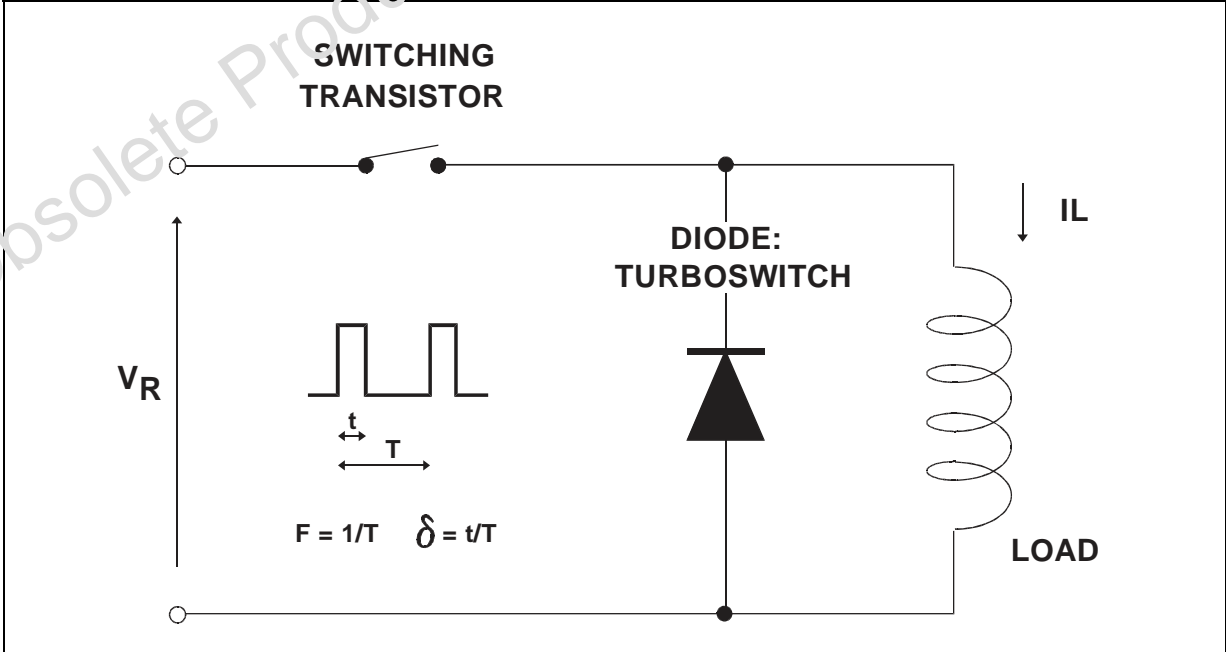 SWITCHING
TRANSISTOR
IL
DIODE:
TURBOSWITCH
VR
t
T
F = 1/T δ = t/T
LOAD